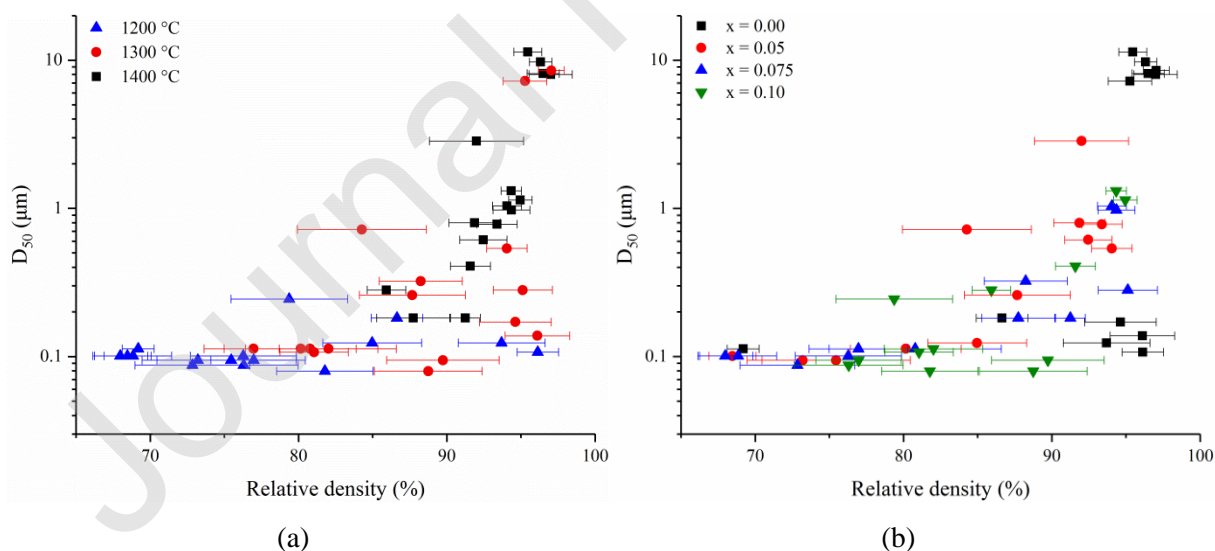 1200 °C
1300 °C
1400 °C
10
1
0.1
D50 (μm)
70
80
90
100
Relative density (%)
(a)
x = 0.00
x = 0.05
x = 0.075
x = 0.10
10
1
0.1
D50 (μm)
70
80
90
100
Relative density (%)
(b)
Journal